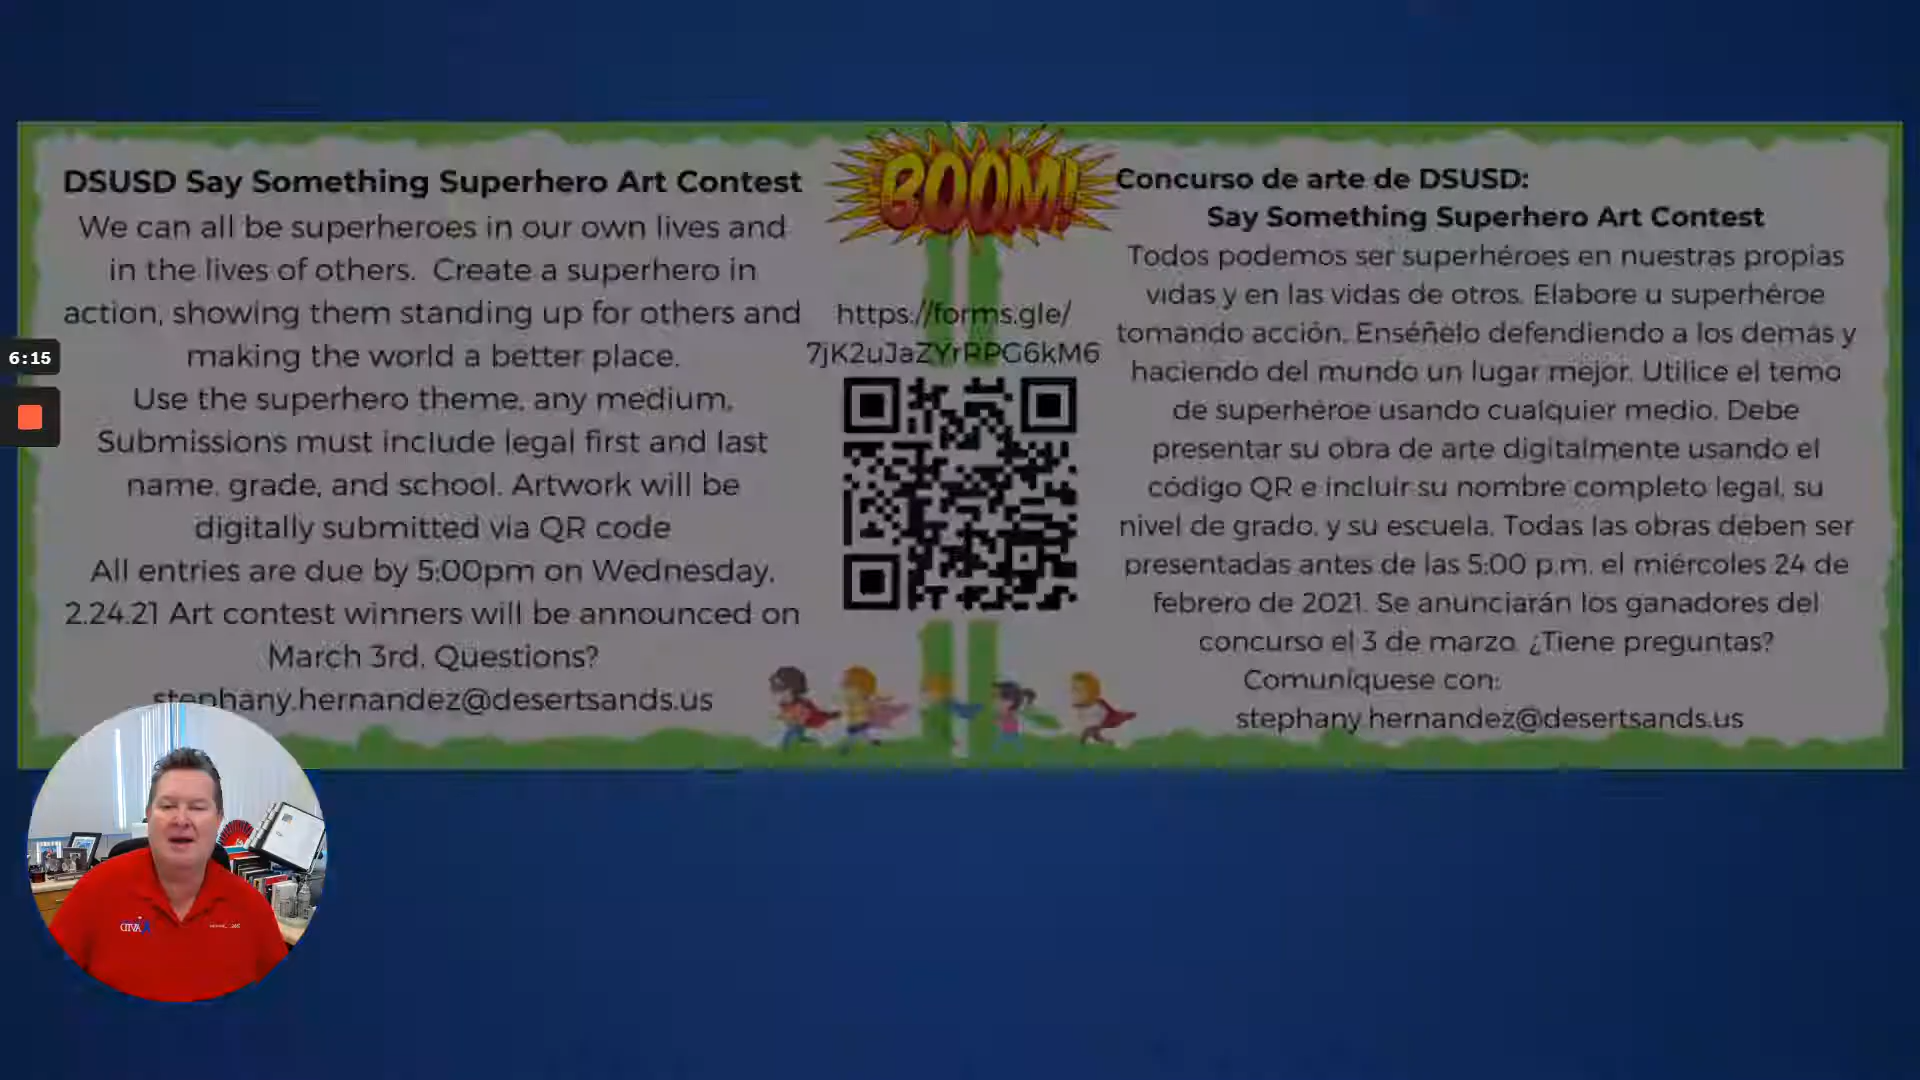 DSUSD Say Something Superhero Art Contest
We can all be superheroes in our own lives and
in the lives of others. Create a superhero in
action, showing them standing up for others and
making the world a better place.
Use the superhero theme, any medium.
Submissions must include legal first and last
name, grade, and school. Artwork will be
digitally submitted via QR code
All entries are due by 5:00pm on Wednesday,
2.24.21 Art contest winners will be announced on
March 3rd. Questions?
stephany.hernandez@desertsands.us
BOOM!
https://forms.gle/
7jK2uJaZYrRPG6kM6
Concurso de arte de DSUSD:
Say Something Superhero Art Contest
Todos podemos ser superhéroes en nuestras propias
vidas y en las vidas de otros. Elabore u superhéroe
tomando acción. Enséñelo defendiendo a los demás y
haciendo del mundo un lugar mejor. Utilice el temo
de superhéroe usando cualquier medio. Debe
presentar su obra de arte digitalmente usando el
código QR e incluir su nombre completo legal, su
nivel de grado, y su escuela. Todas las obras deben ser
presentadas antes de las 5:00 p.m. el miércoles 24 de
febrero de 2021. Se anunciarán los ganadores del
concurso el 3 de marzo. ¿Tiene preguntas?
Comuníquese con:
stephany.hernandez@desertsands.us
6:15